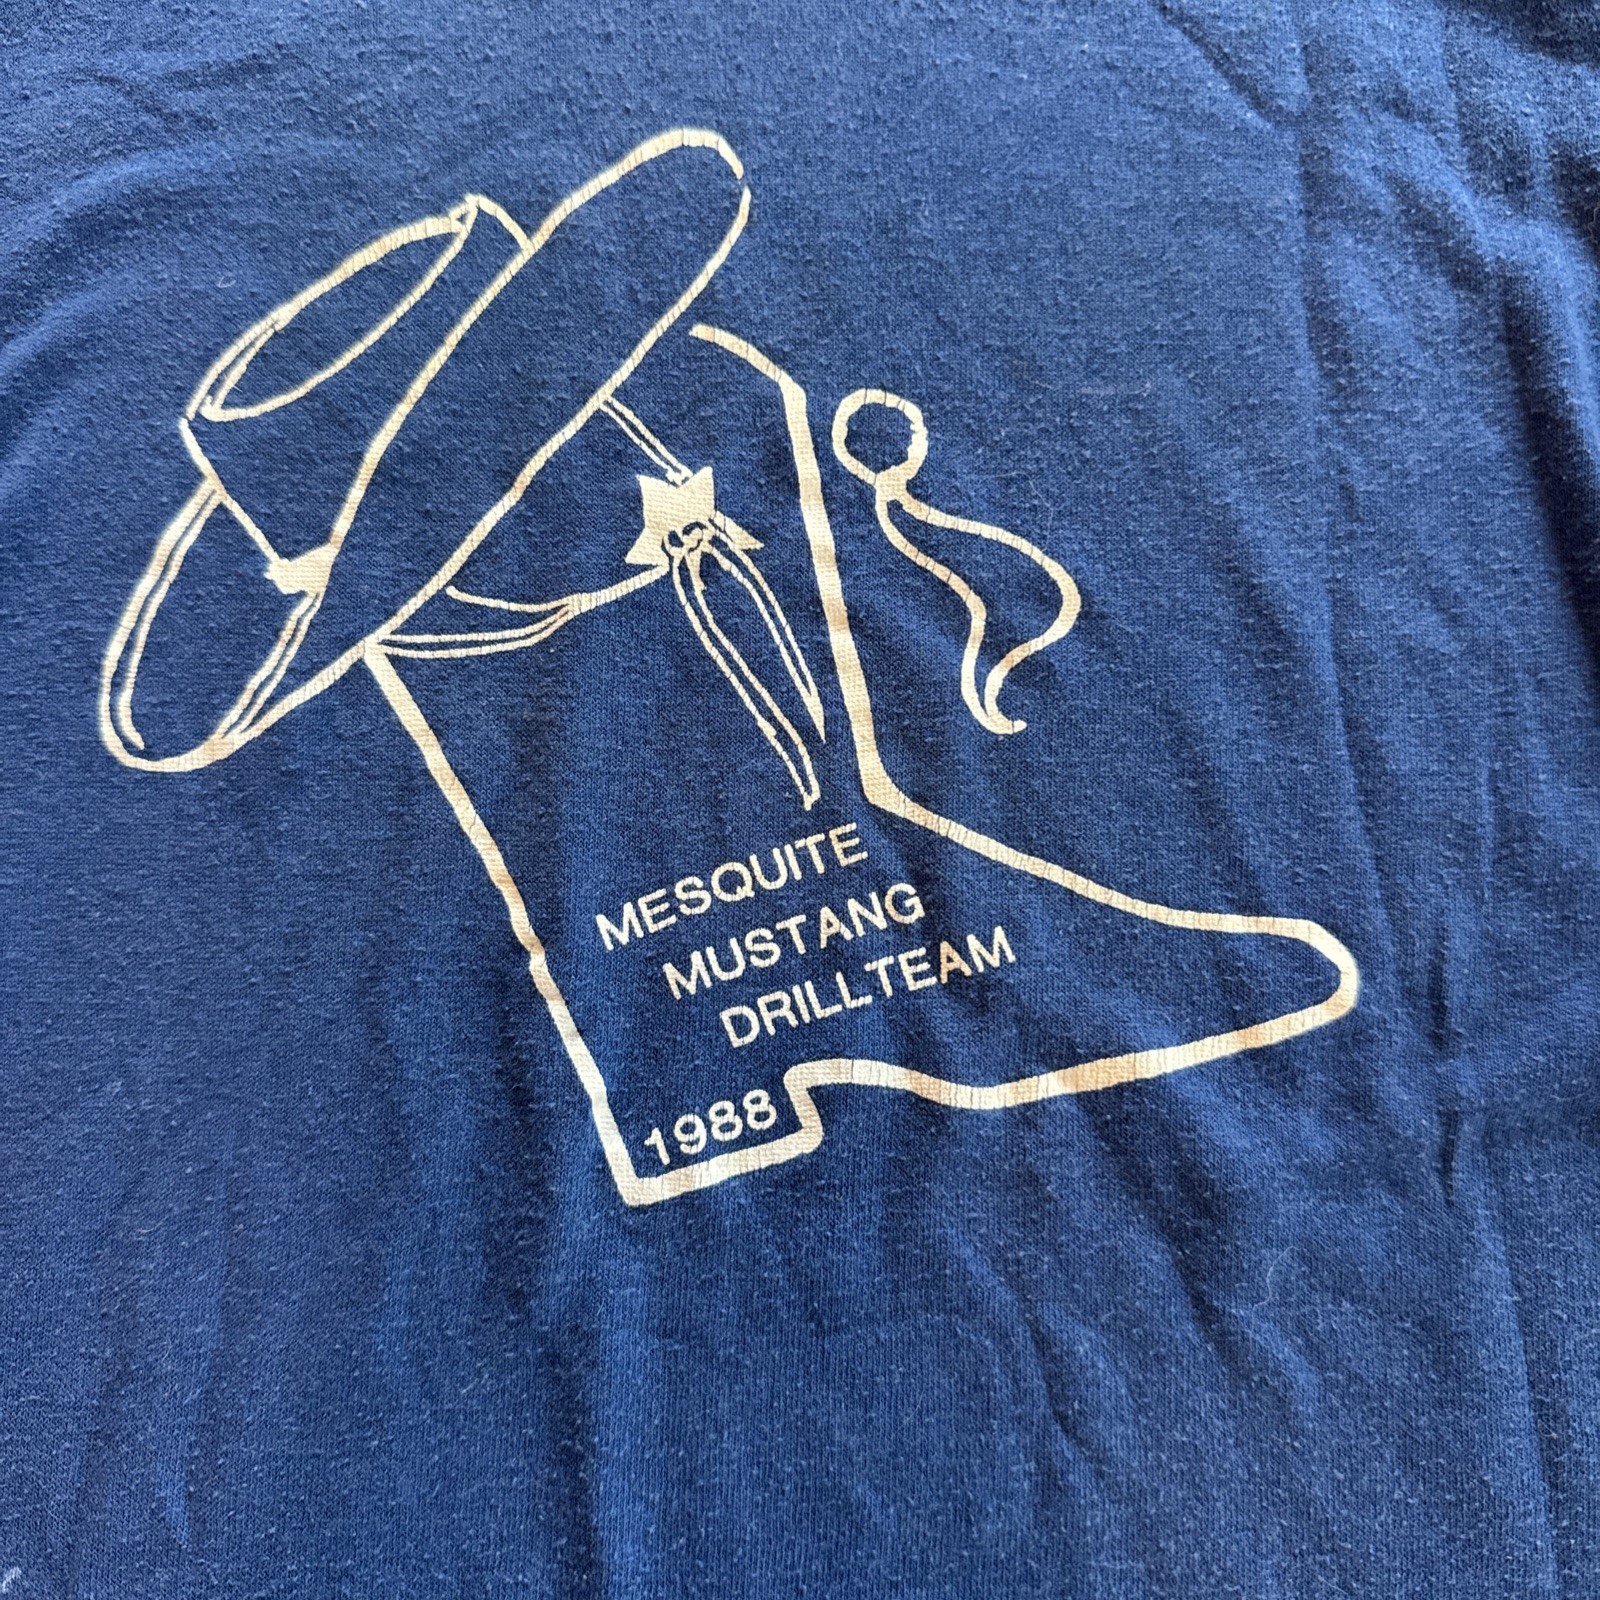 MESQUITE
MUSTANG
DRILLTEAM
1988